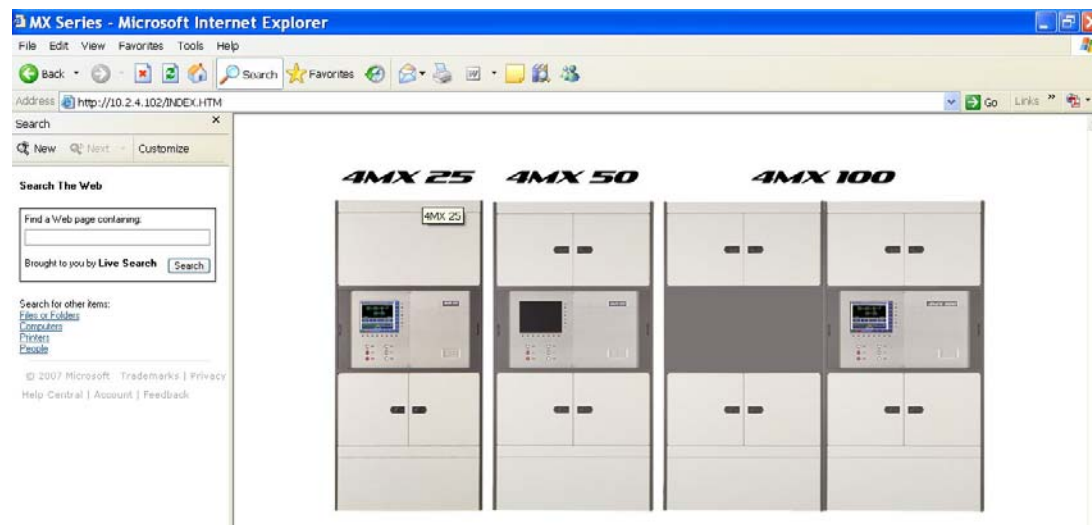 MX Series - Microsoft Internet Explorer
File Edit View Favorites Tools Help
Back Search Favorites
Address http://10.2.4.102/INDEX.HTM Go Links »
Search ×
New Next Customize
Search The Web
Find a Web page containing:
Brought to you by Live Search Search
Search for other items:
Files or Folders
Computers
Printers
People
© 2007 Microsoft Trademarks | Privacy
Help Central | Account | Feedback
4MX 25 4MX 50 4MX 100
4MX 25